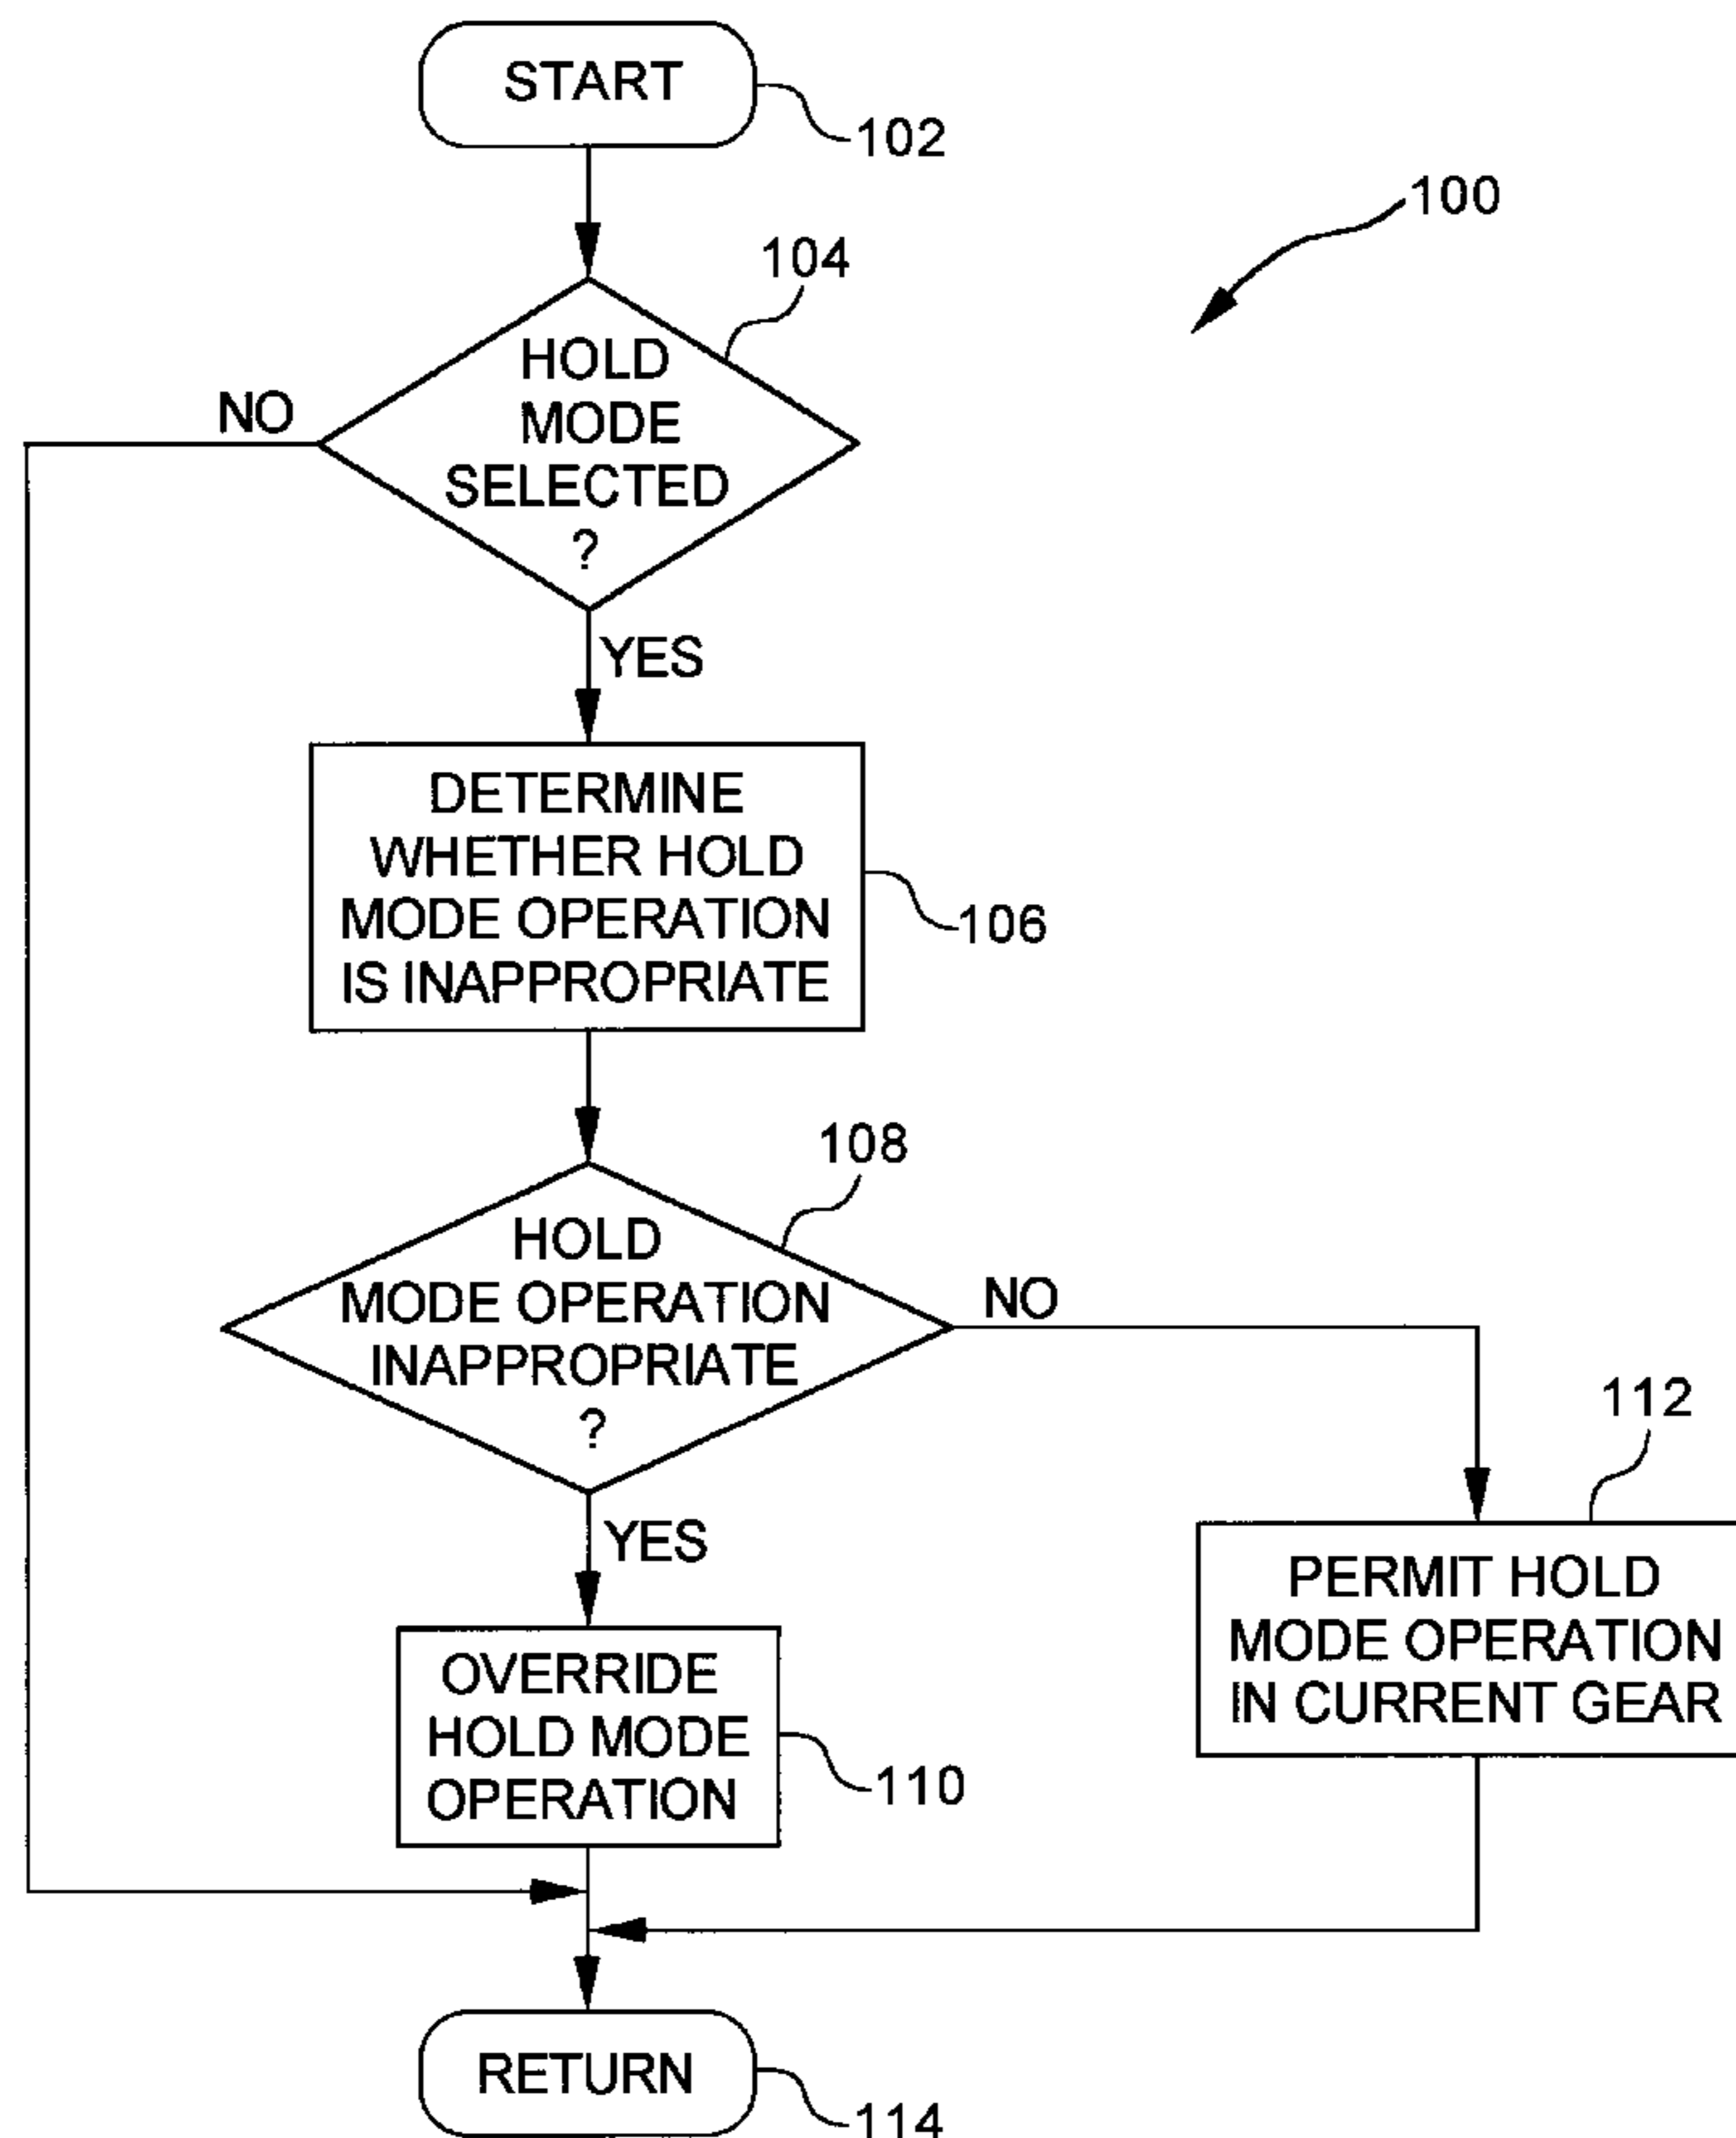 START
102
100
104
HOLD
MODE
SELECTED
?
NO
YES
DETERMINE
WHETHER HOLD
MODE OPERATION
IS INAPPROPRIATE
106
108
HOLD
MODE OPERATION
INAPPROPRIATE
?
NO
YES
112
PERMIT HOLD
MODE OPERATION
IN CURRENT GEAR
OVERRIDE
HOLD MODE
OPERATION
110
RETURN
114